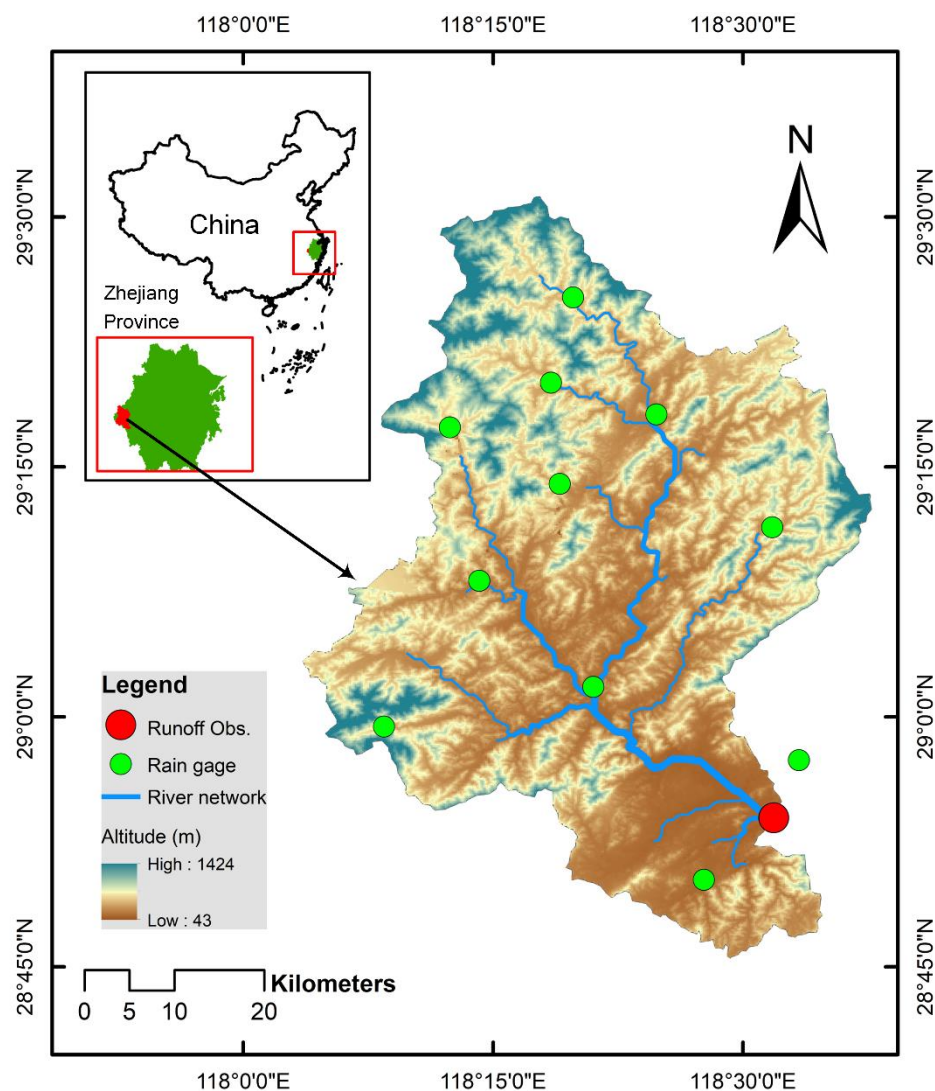 118°0'0"E 118°15'0"E 118°30'0"E
N
29°30'0"N
29°30'0"N
China
Zhejiang
Province
29°15'0"N
29°15'0"N
Legend
Runoff Obs.
Rain gage
River network
Altitude (m)
High : 1424
Low : 43
29°0'0"N
29°0'0"N
28°45'0"N
28°45'0"N
Kilometers
0 5 10 20
118°0'0"E 118°15'0"E 118°30'0"E